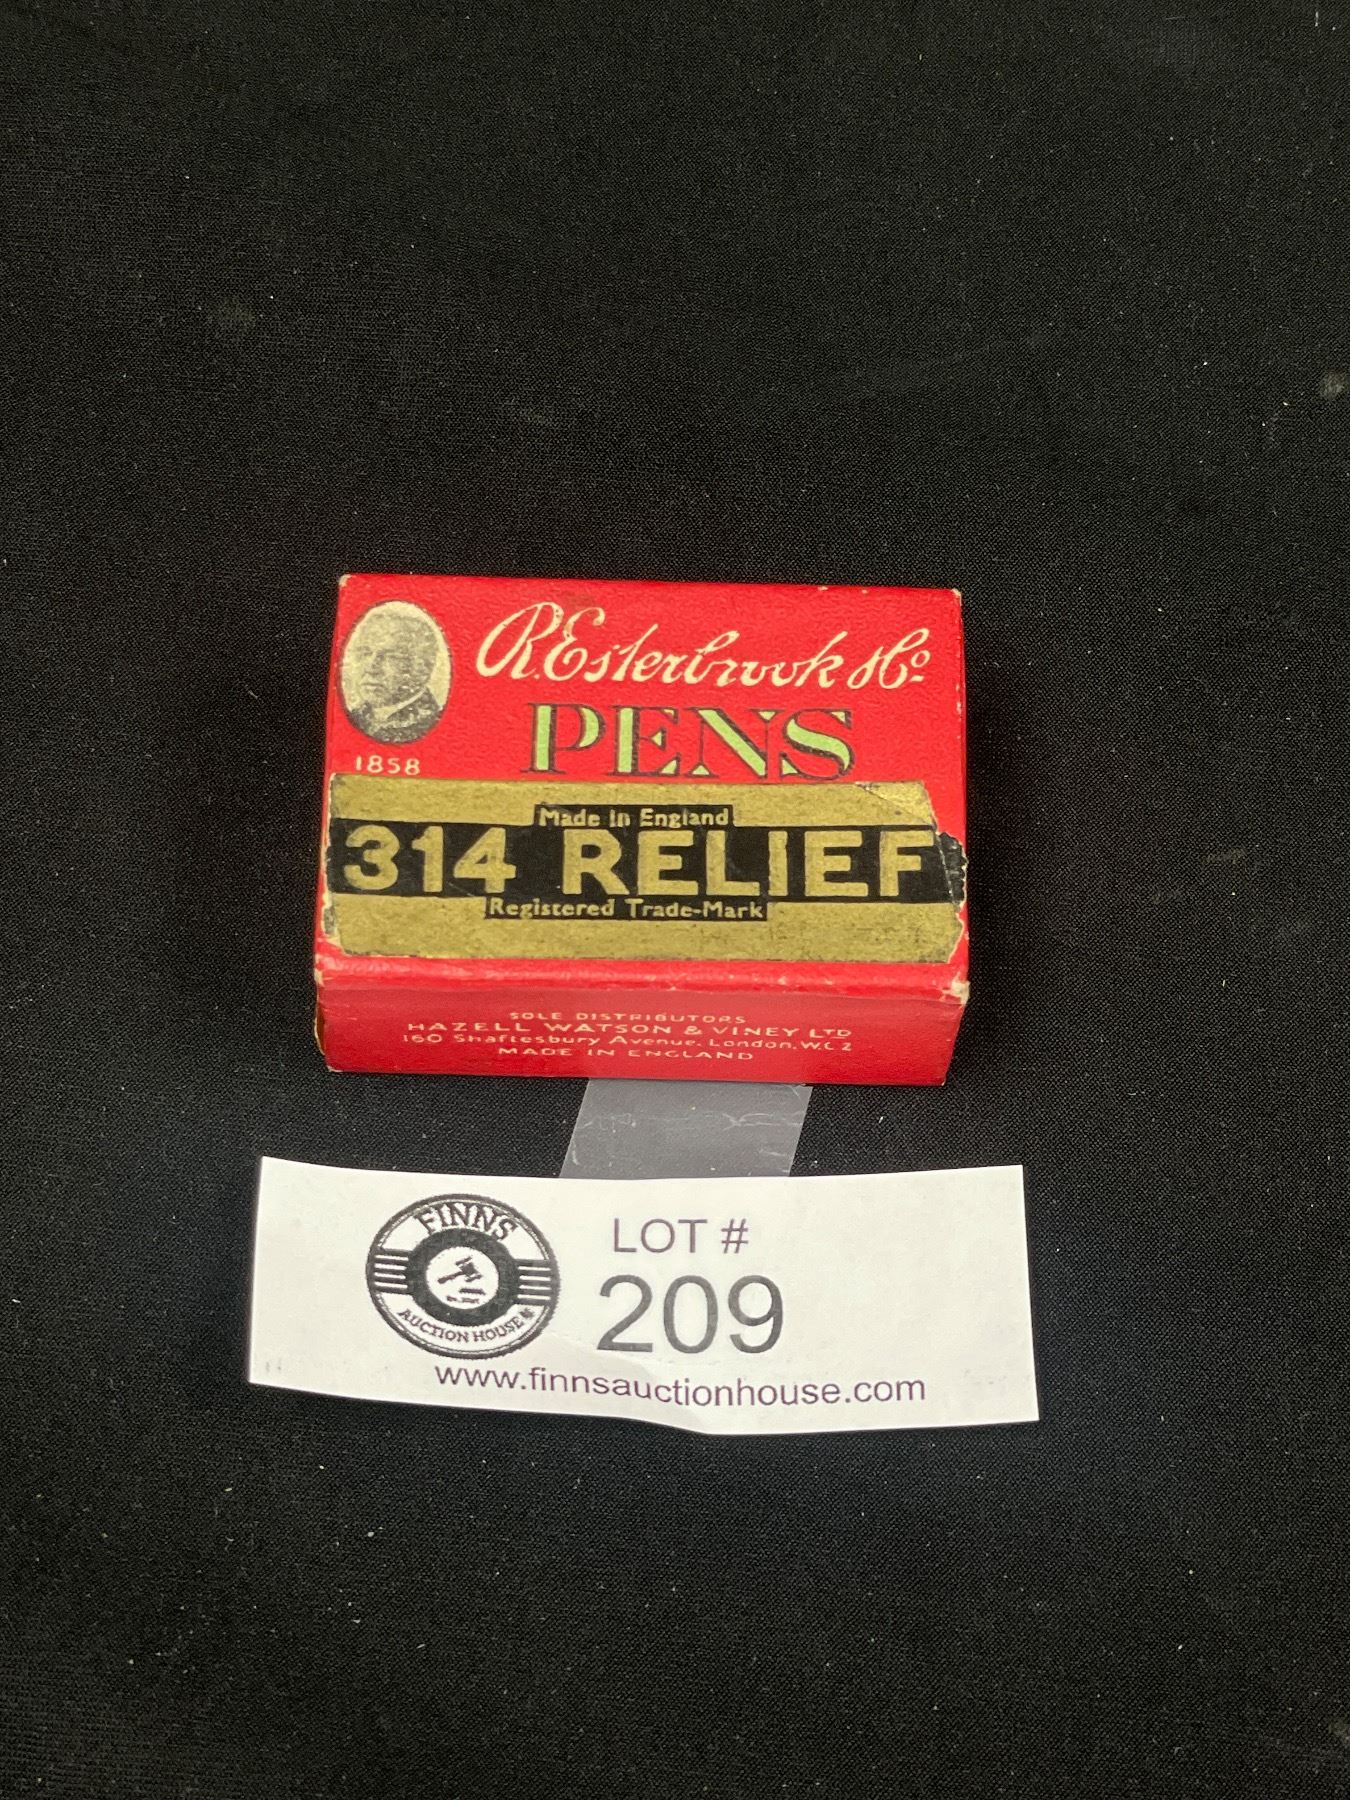 R. Esterbrook & Co.
PENS
1858
Made in England
314 RELIEF
Registered Trade-Mark
SOLE DISTRIBUTORS
HAZELL WATSON & VINEY LTD
160 Shaftesbury Avenue, London, W.C.2
MADE IN ENGLAND
FINNS
AUCTION HOUSE
LOT #
209
www.finnsauctionhouse.com